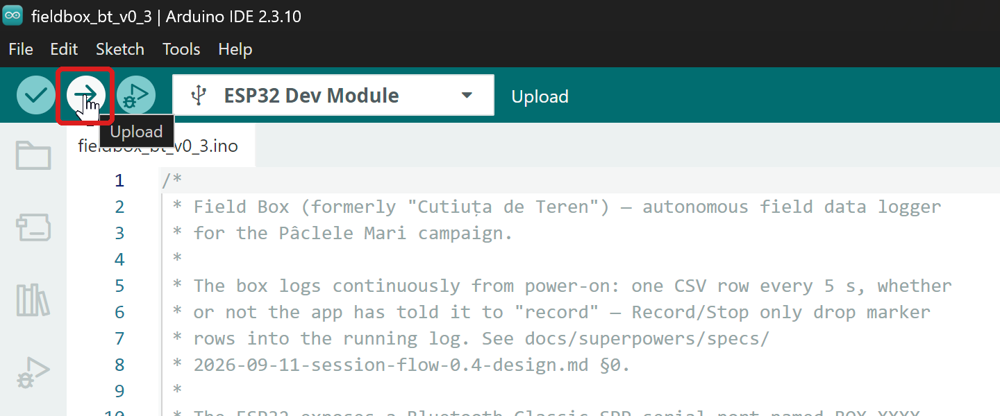 fieldbox_bt_v0_3 | Arduino IDE 2.3.10
File Edit Sketch Tools Help
ESP32 Dev Module
Upload
Upload
fieldbox_bt_v0_3.ino
1 /*
2 * Field Box (formerly "Cutiuța de Teren") — autonomous field data logger
3 * for the Pâclele Mari campaign.
4 *
5 * The box logs continuously from power-on: one CSV row every 5 s, whether
6 * or not the app has told it to "record" — Record/Stop only drop marker
7 * rows into the running log. See docs/superpowers/specs/
8 * 2026-09-11-session-flow-0.4-design.md §0.
9 *
10 * The ESP32 exposes a Bluetooth Classic SPP serial port named BOX-XXXX